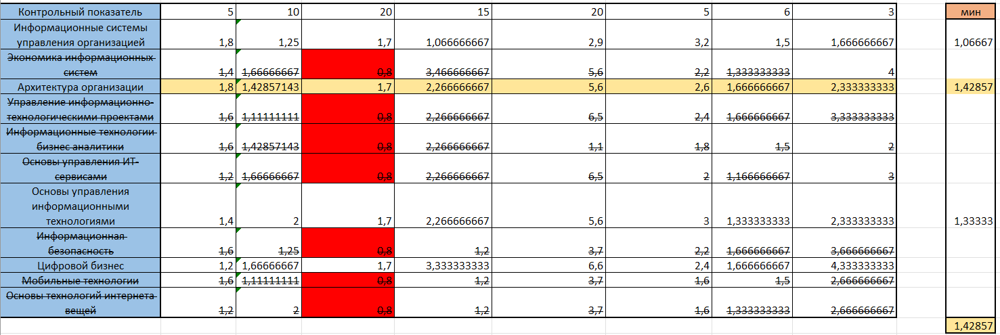 Контрольный показатель 5 10 20 15 20 5 6 3 мин
Информационные системы
управления организацией 1,8 1,25 1,7 1,066666667 2,9 3,2 1,5 1,666666667 1,06667
Экономика информационных
систем 1,4 1,66666667 0,8 3,466666667 5,6 2,2 1,333333333 4
Архитектура организации 1,8 1,42857143 1,7 2,266666667 5,6 2,6 1,666666667 2,333333333 1,42857
Управление информационно-
технологическими проектами 1,6 1,11111111 0,8 2,266666667 6,5 2,4 1,666666667 3,333333333
Информационные технологии
бизнес аналитики 1,6 1,42857143 0,8 2,266666667 1,1 1,8 1,5 2
Основы управления ИТ-
сервисами 1,2 1,66666667 0,8 2,266666667 6,5 2 1,166666667 3
Основы управления
информационными
технологиями 1,4 2 1,7 2,266666667 5,6 3 1,333333333 2,333333333 1,33333
Информационная
безопасность 1,6 1,25 0,8 1,2 3,7 2,2 1,666666667 3,666666667
Цифровой бизнес 1,2 1,66666667 1,7 3,333333333 6,6 2,4 1,666666667 4,333333333
Мобильные технологии 1,6 1,11111111 0,8 1,2 3,7 1,6 1,5 2,666666667
Основы технологий интернета
вещей 1,2 2 0,8 1,2 3,7 1,6 1,333333333 2,666666667
1,42857